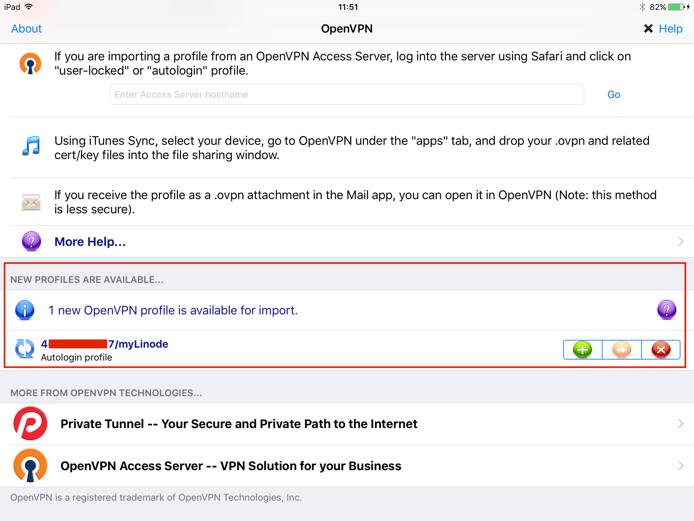 iPad 11:51 82%
About OpenVPN Help
If you are importing a profile from an OpenVPN Access Server, log into the server using Safari and click on
"user-locked" or "autologin" profile.
Enter Access Server hostname Go
Using iTunes Sync, select your device, go to OpenVPN under the "apps" tab, and drop your .ovpn and related
cert/key files into the file sharing window.
If you receive the profile as a .ovpn attachment in the Mail app, you can open it in OpenVPN (Note: this method
is less secure).
More Help...
NEW PROFILES ARE AVAILABLE...
1 new OpenVPN profile is available for import.
4 7/myLinode
Autologin profile
MORE FROM OPENVPN TECHNOLOGIES...
Private Tunnel -- Your Secure and Private Path to the Internet
OpenVPN Access Server -- VPN Solution for your Business
OpenVPN is a registered trademark of OpenVPN Technologies, Inc.